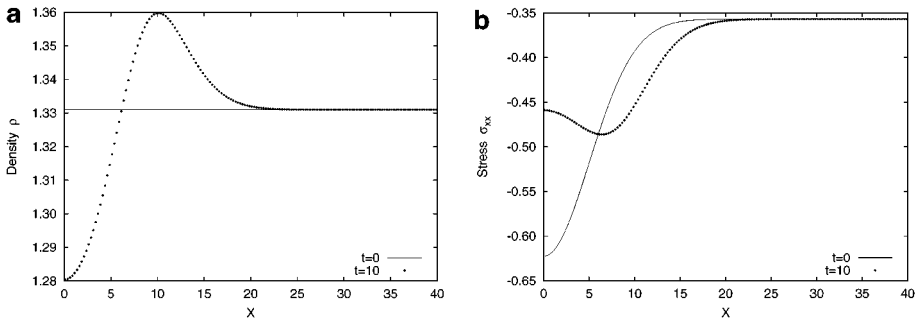 a
1.36
1.35
1.34
1.33
1.32
1.31
1.30
1.29
1.28
Density ρ
0 5 10 15 20 25 30 35 40
X
t=0
t=10
b
-0.35
-0.40
-0.45
-0.50
-0.55
-0.60
-0.65
Stress σxx
0 5 10 15 20 25 30 35 40
X
t=0
t=10